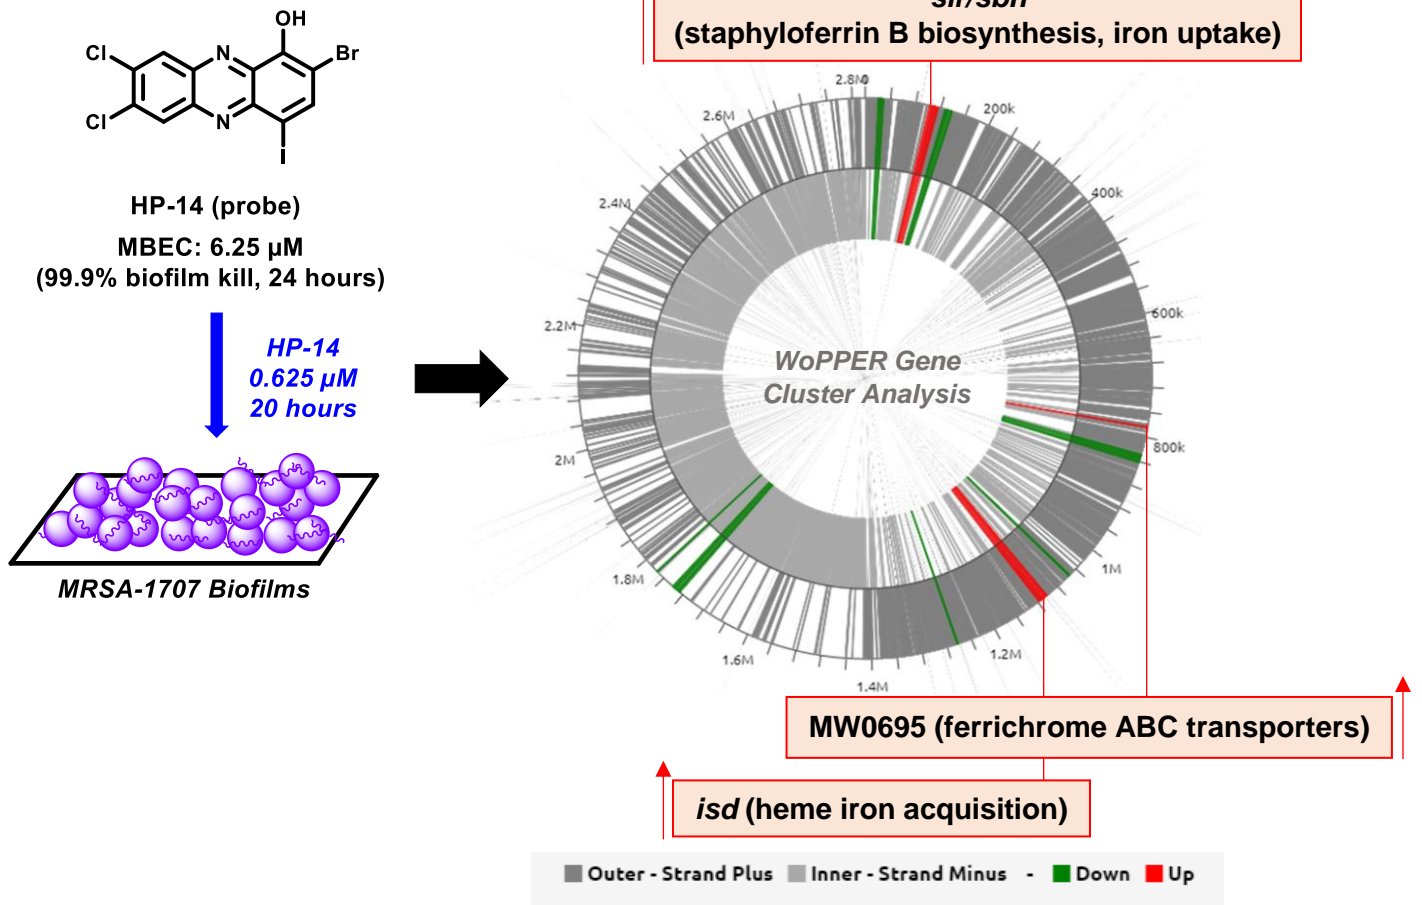 sir/sbn
(staphyloferrin B biosynthesis, iron uptake)
OH
Cl
N
Br
Cl
N
I
HP-14 (probe)
MBEC: 6.25 µM
(99.9% biofilm kill, 24 hours)
HP-14
0.625 µM
20 hours
MRSA-1707 Biofilms
WoPPER Gene
Cluster Analysis
0
200k
400k
600k
800k
1M
1.2M
1.4M
1.6M
1.8M
2M
2.2M
2.4M
2.6M
2.8M
MW0695 (ferrichrome ABC transporters)
isd (heme iron acquisition)
Outer - Strand Plus Inner - Strand Minus - Down Up